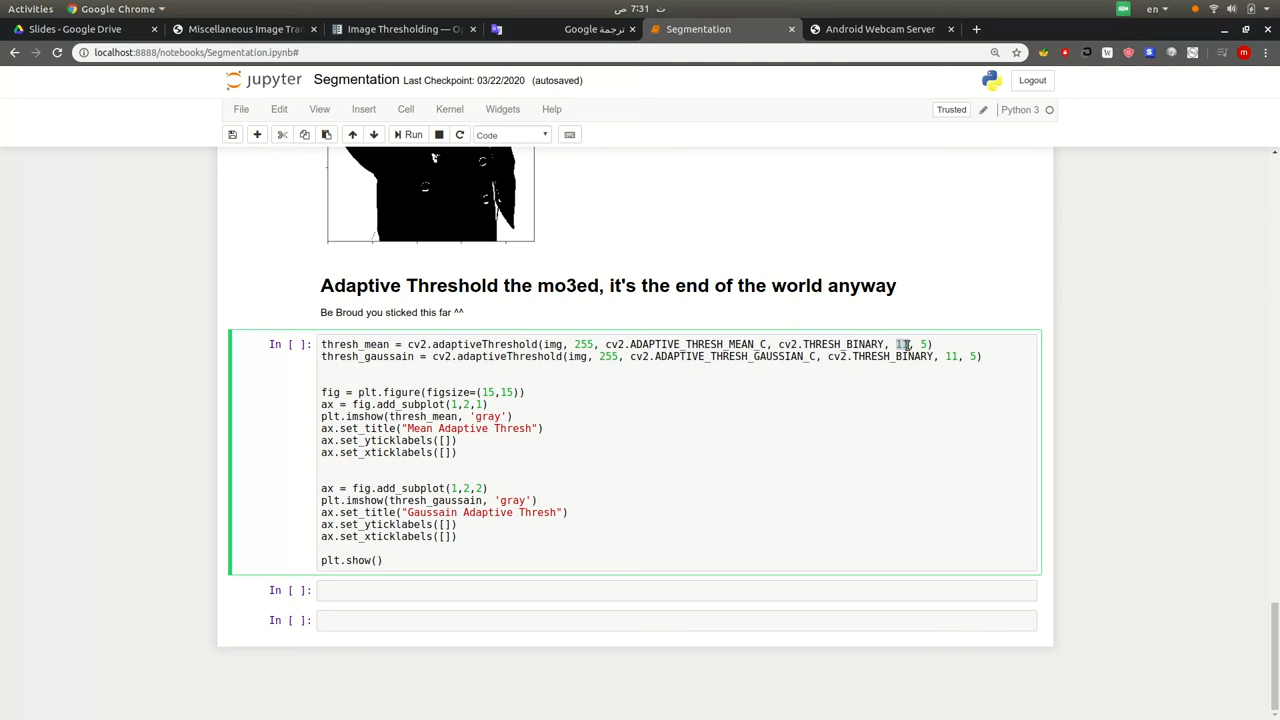 Activities Google Chrome ت 7:31 ص en
Slides - Google Drive Miscellaneous Image Tran Image Thresholding — Op ترجمة Google Segmentation Android Webcam Server
localhost:8888/notebooks/Segmentation.ipynb#
jupyter Segmentation Last Checkpoint: 03/22/2020 (autosaved) Logout
File Edit View Insert Cell Kernel Widgets Help Trusted Python 3
Run Code
Adaptive Threshold the mo3ed, it's the end of the world anyway
Be Broud you sticked this far ^^
In [ ]: thresh_mean = cv2.adaptiveThreshold(img, 255, cv2.ADAPTIVE_THRESH_MEAN_C, cv2.THRESH_BINARY, 11, 5)
thresh_gaussain = cv2.adaptiveThreshold(img, 255, cv2.ADAPTIVE_THRESH_GAUSSIAN_C, cv2.THRESH_BINARY, 11, 5)
fig = plt.figure(figsize=(15,15))
ax = fig.add_subplot(1,2,1)
plt.imshow(thresh_mean, 'gray')
ax.set_title("Mean Adaptive Thresh")
ax.set_yticklabels([])
ax.set_xticklabels([])
ax = fig.add_subplot(1,2,2)
plt.imshow(thresh_gaussain, 'gray')
ax.set_title("Gaussain Adaptive Thresh")
ax.set_yticklabels([])
ax.set_xticklabels([])
plt.show()
In [ ]:
In [ ]: